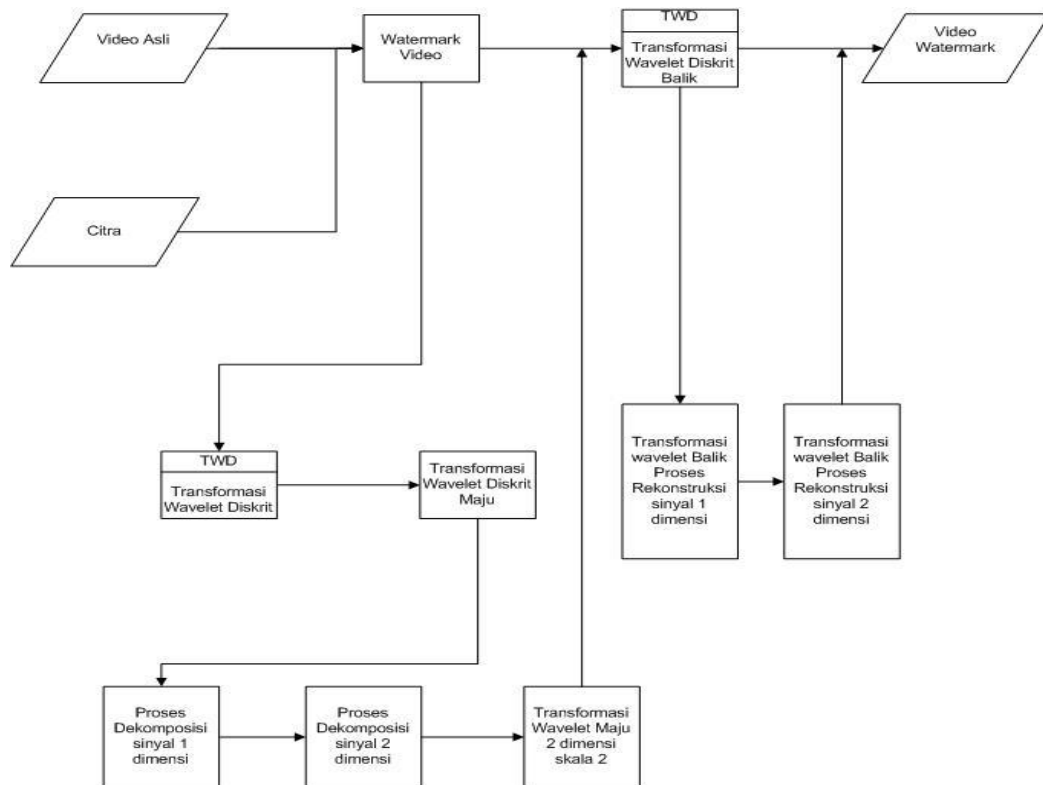 Video Asli
Watermark
Video
TWD
Transformasi
Wavelet Diskrit
Balik
Video
Watermark
Citra
TWD
Transformasi
Wavelet Diskrit
Transformasi
Wavelet Diskrit
Maju
Transformasi
wavelet Balik
Proses
Rekonstruksi
sinyal 1
dimensi
Transformasi
wavelet Balik
Proses
Rekonstruksi
sinyal 2
dimensi
Proses
Dekomposisi
sinyal 1
dimensi
Proses
Dekomposisi
sinyal 2
dimensi
Transformasi
Wavelet Maju
2 dimensi
skala 2